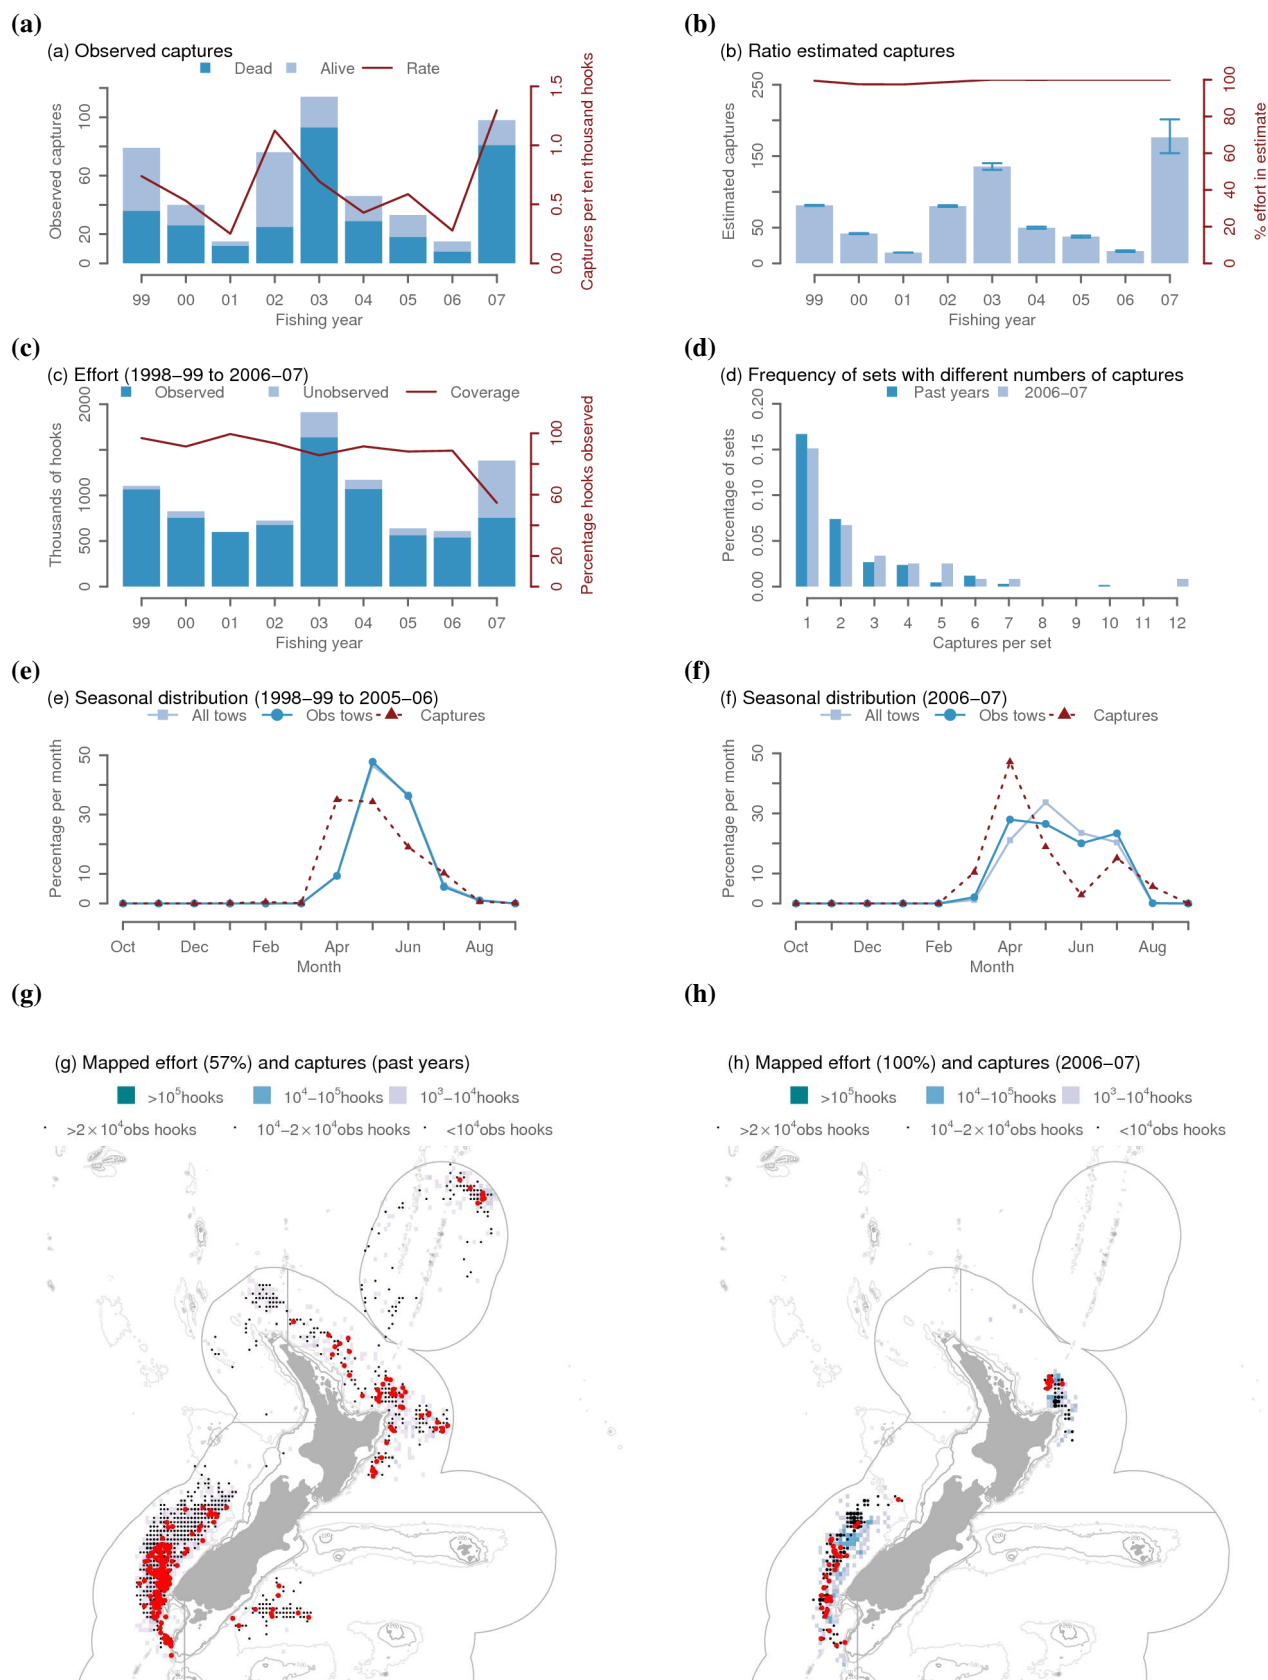 (a)
(a) Observed captures
Dead Alive Rate
Observed captures
0 20 60 100
Captures per ten thousand hooks
0.0 0.5 1.0 1.5
99 00 01 02 03 04 05 06 07
Fishing year
(b)
(b) Ratio estimated captures
Estimated captures
0 50 150 250
% effort in estimate
0 20 40 60 80 100
99 00 01 02 03 04 05 06 07
Fishing year
(c)
(c) Effort (1998–99 to 2006–07)
Observed Unobserved Coverage
Thousands of hooks
0 500 1000 2000
Percentage hooks observed
0 20 60 100
99 00 01 02 03 04 05 06 07
Fishing year
(d)
(d) Frequency of sets with different numbers of captures
Past years 2006–07
Percentage of sets
0.00 0.05 0.10 0.15 0.20
1 2 3 4 5 6 7 8 9 10 11 12
Captures per set
(e)
(e) Seasonal distribution (1998–99 to 2005–06)
All tows Obs tows Captures
Percentage per month
0 10 30 50
Oct Dec Feb Apr Jun Aug
Month
(f)
(f) Seasonal distribution (2006–07)
All tows Obs tows Captures
Percentage per month
0 10 30 50
Oct Dec Feb Apr Jun Aug
Month
(g)
(g) Mapped effort (57%) and captures (past years)
>10⁵hooks 10⁴–10⁵hooks 10³–10⁴hooks
>2×10⁴obs hooks 10⁴–2×10⁴obs hooks <10⁴obs hooks
(h)
(h) Mapped effort (100%) and captures (2006–07)
>10⁵hooks 10⁴–10⁵hooks 10³–10⁴hooks
>2×10⁴obs hooks 10⁴–2×10⁴obs hooks <10⁴obs hooks